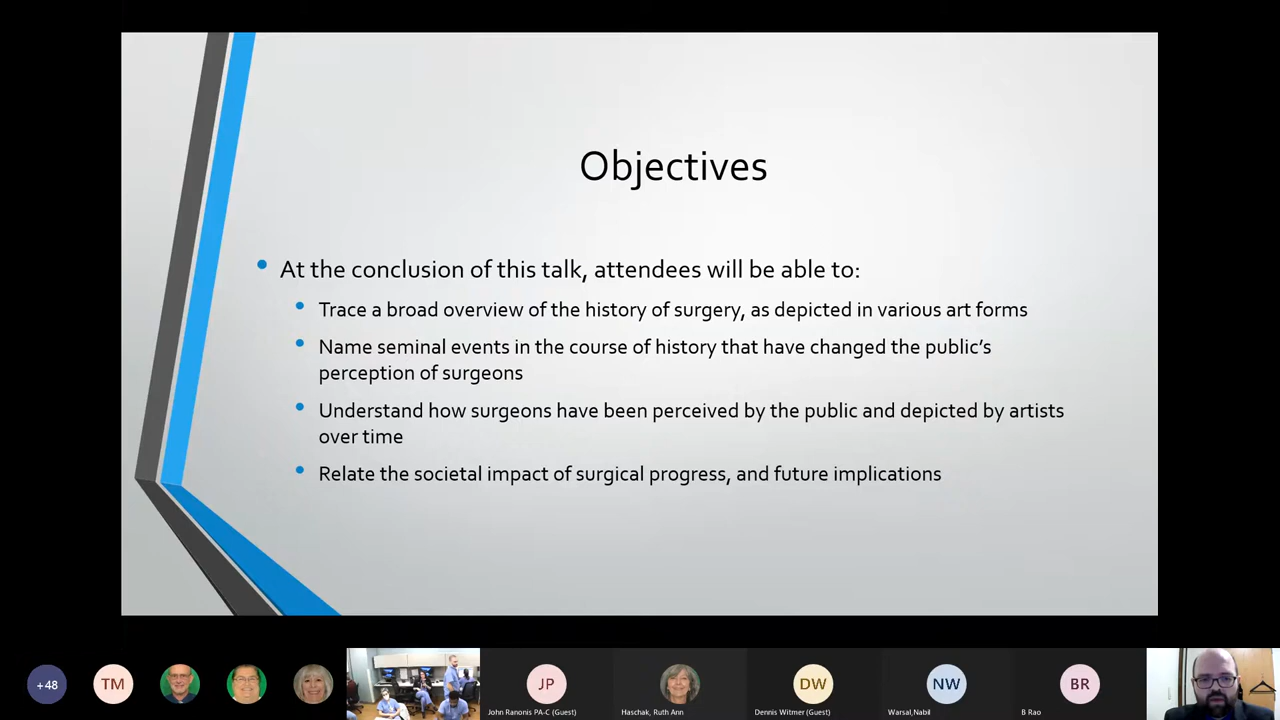 Objectives
At the conclusion of this talk, attendees will be able to:
Trace a broad overview of the history of surgery, as depicted in various art forms
Name seminal events in the course of history that have changed the public’s
perception of surgeons
Understand how surgeons have been perceived by the public and depicted by artists
over time
Relate the societal impact of surgical progress, and future implications
+48
TM
JP
DW
NW
BR
John Ranonis PA-C (Guest)
Haschak, Ruth Ann
Dennis Witmer (Guest)
Warsal,Nabil
B Rao